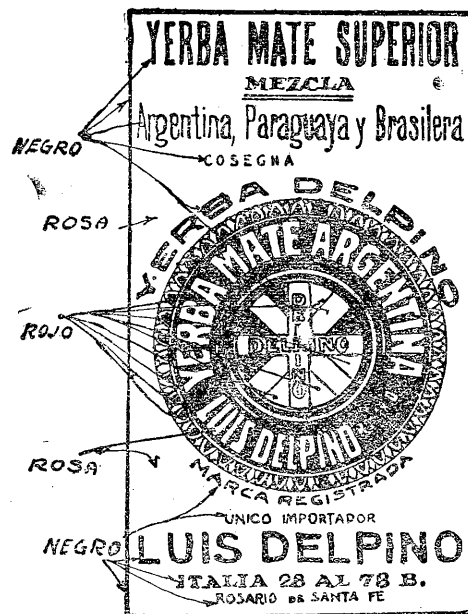 YERBA MATE SUPERIOR
MEZCLA
Argentina, Paraguaya y Brasilera
NEGRO
COSEGNA
YERBA DELPINO
ROSA
YERBA MATE ARGENTINA
DELPINO
DELPINO
ROJO
LUIS DELPINO
ROSA
MARCA REGISTRADA
UNICO IMPORTADOR
NEGRO
LUIS DELPINO
ITALIA 28 AL 78 B.
ROSARIO DE SANTA FE